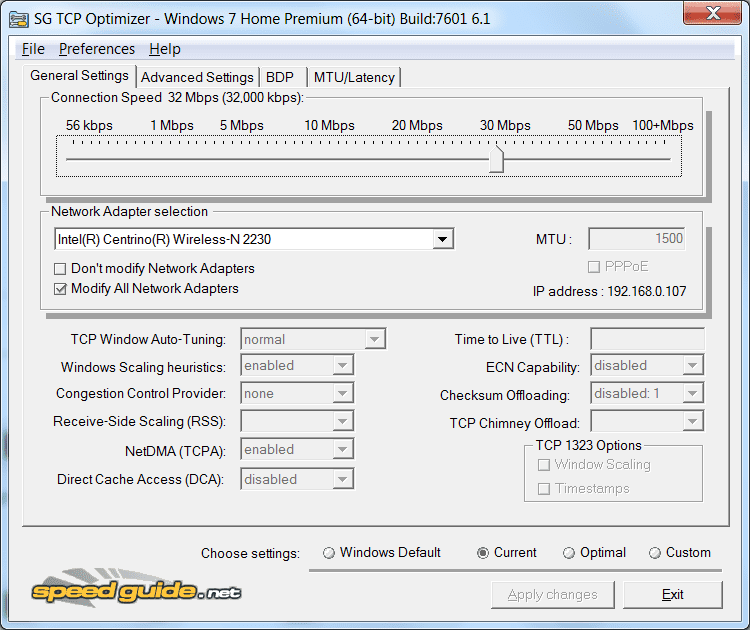 SG TCP Optimizer - Windows 7 Home Premium (64-bit) Build:7601 6.1
File Preferences Help
General Settings Advanced Settings BDP MTU/Latency
Connection Speed 32 Mbps (32,000 kbps):
56 kbps 1 Mbps 5 Mbps 10 Mbps 20 Mbps 30 Mbps 50 Mbps 100+Mbps
Network Adapter selection
Intel(R) Centrino(R) Wireless-N 2230 MTU : 1500
Don't modify Network Adapters PPPoE
Modify All Network Adapters IP address : 192.168.0.107
TCP Window Auto-Tuning: normal Time to Live (TTL) :
Windows Scaling heuristics: enabled ECN Capability: disabled
Congestion Control Provider: none Checksum Offloading: disabled: 1
Receive-Side Scaling (RSS): TCP Chimney Offload:
NetDMA (TCPA): enabled TCP 1323 Options
Window Scaling
Direct Cache Access (DCA): disabled Timestamps
Choose settings: Windows Default Current Optimal Custom
speedguide.net Apply changes Exit